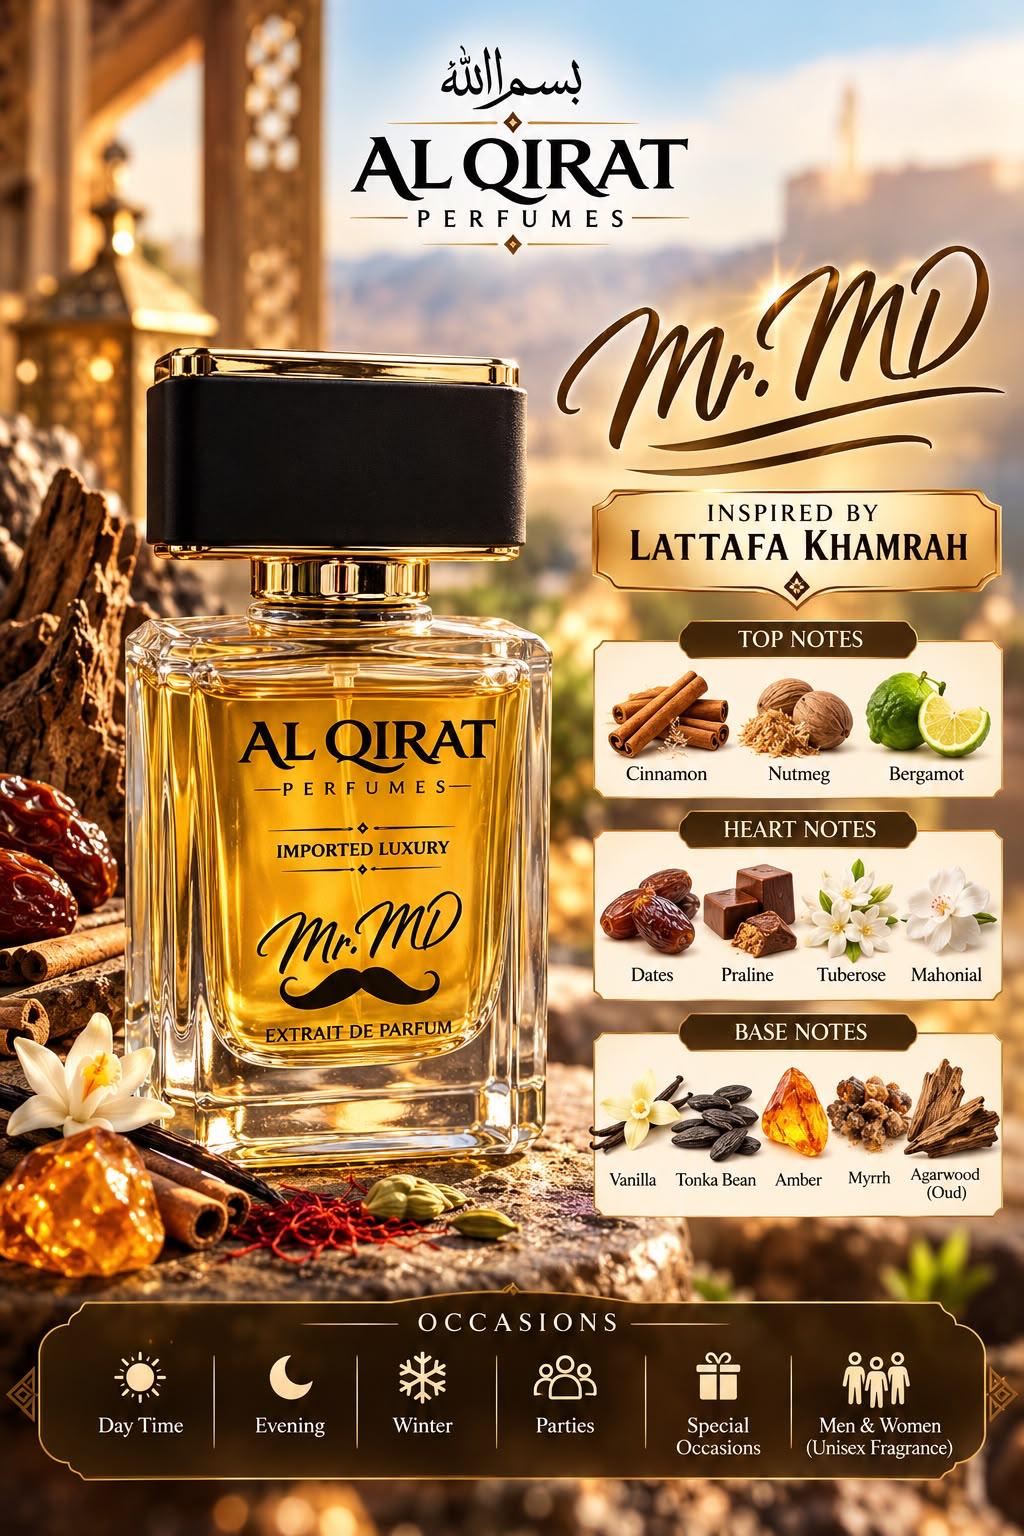 بسم الله
AL QIRAT
PERFUMES
Mr. MD
INSPIRED BY
LATTAFA KHAMRAH
TOP NOTES
Cinnamon
Nutmeg
Bergamot
HEART NOTES
Dates
Praline
Tuberose
Mahonial
BASE NOTES
Vanilla
Tonka Bean
Amber
Myrrh
Agarwood
(Oud)
AL QIRAT
PERFUMES
IMPORTED LUXURY
Mr. MD
EXTRAIT DE PARFUM
OCCASIONS
Day Time
Evening
Winter
Parties
Special
Occasions
Men & Women
(Unisex Fragrance)